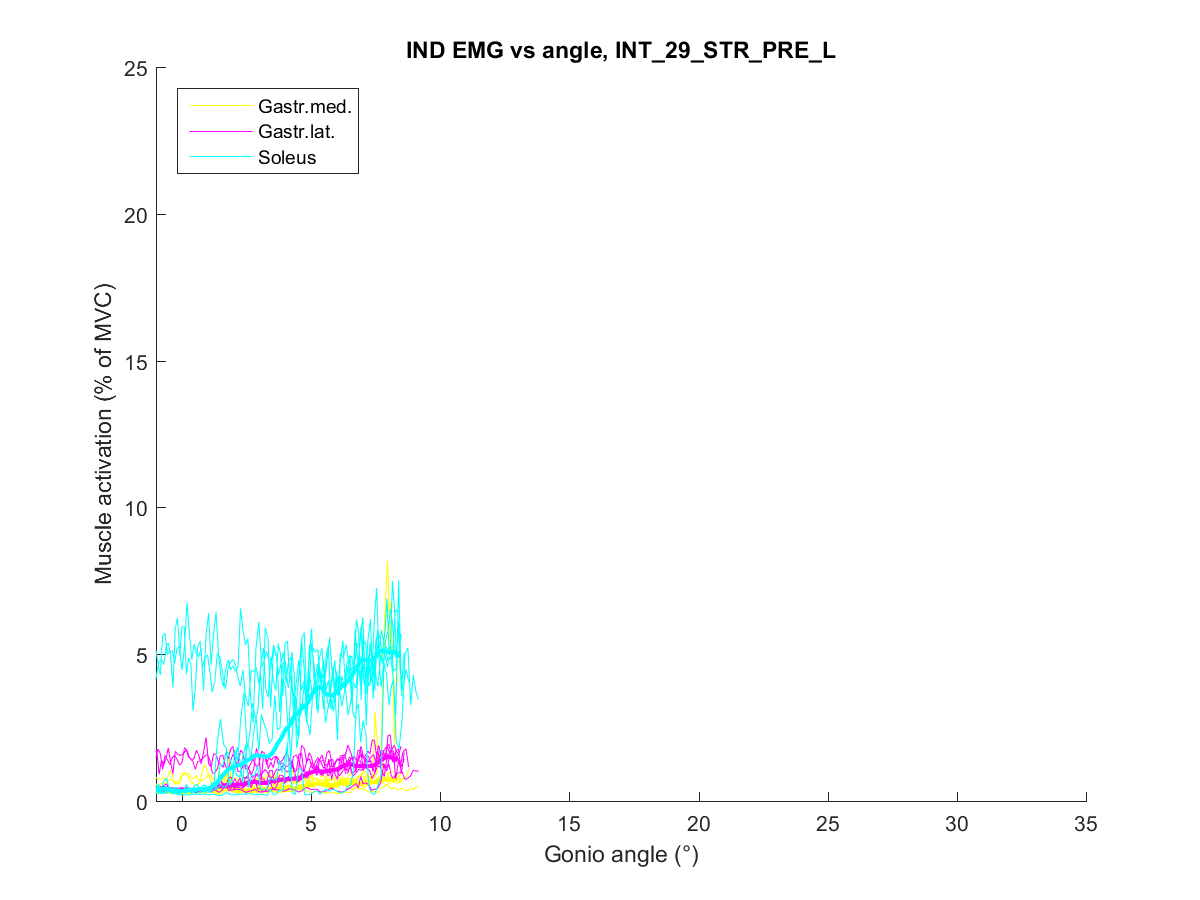 IND EMG vs angle, INT_29_STR_PRE_L
25
20
15
10
5
0
Muscle activation (% of MVC)
Gastr.med.
Gastr.lat.
Soleus
0 5 10 15 20 25 30 35
Gonio angle (°)